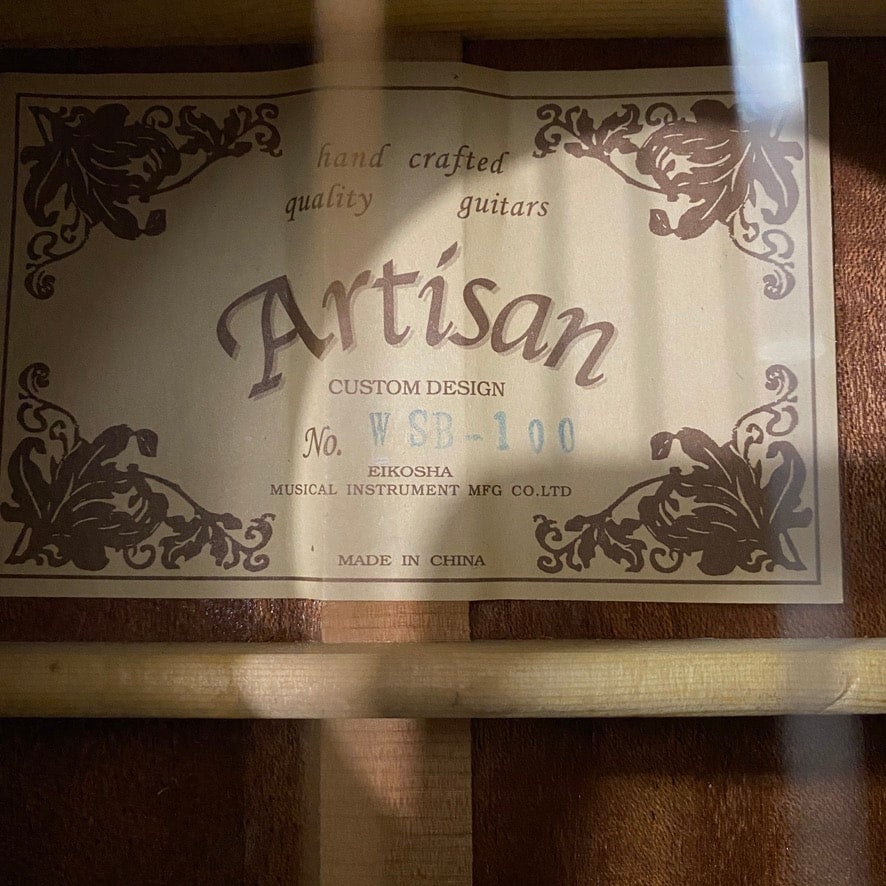 hand crafted
quality guitars
Artisan
CUSTOM DESIGN
No. WSB-100
EIKOSHA
MUSICAL INSTRUMENT MFG CO.LTD
MADE IN CHINA